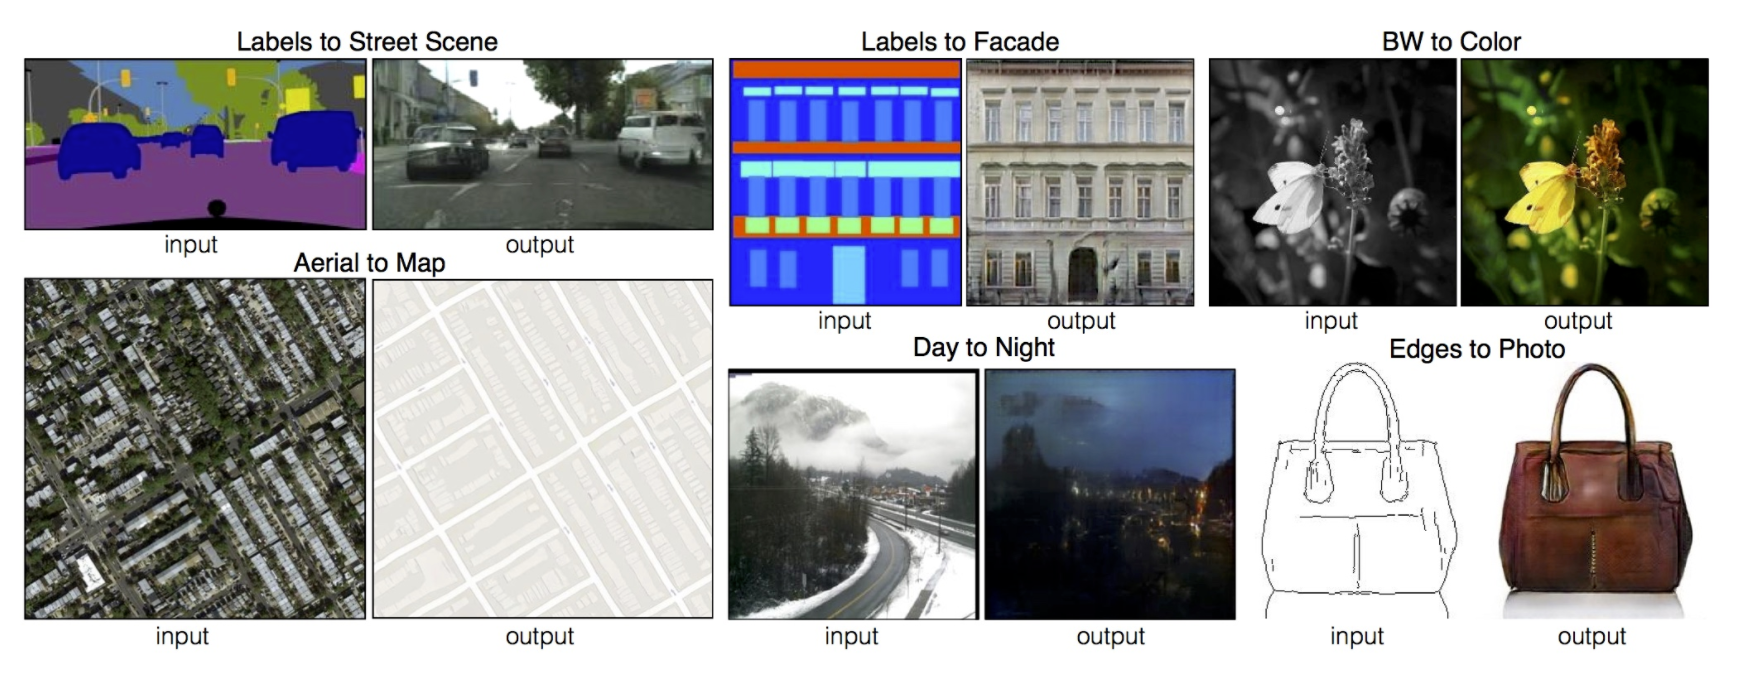 Labels to Street Scene
input
output
Aerial to Map
input
output
Labels to Facade
input
output
BW to Color
input
output
Day to Night
input
output
Edges to Photo
input
output